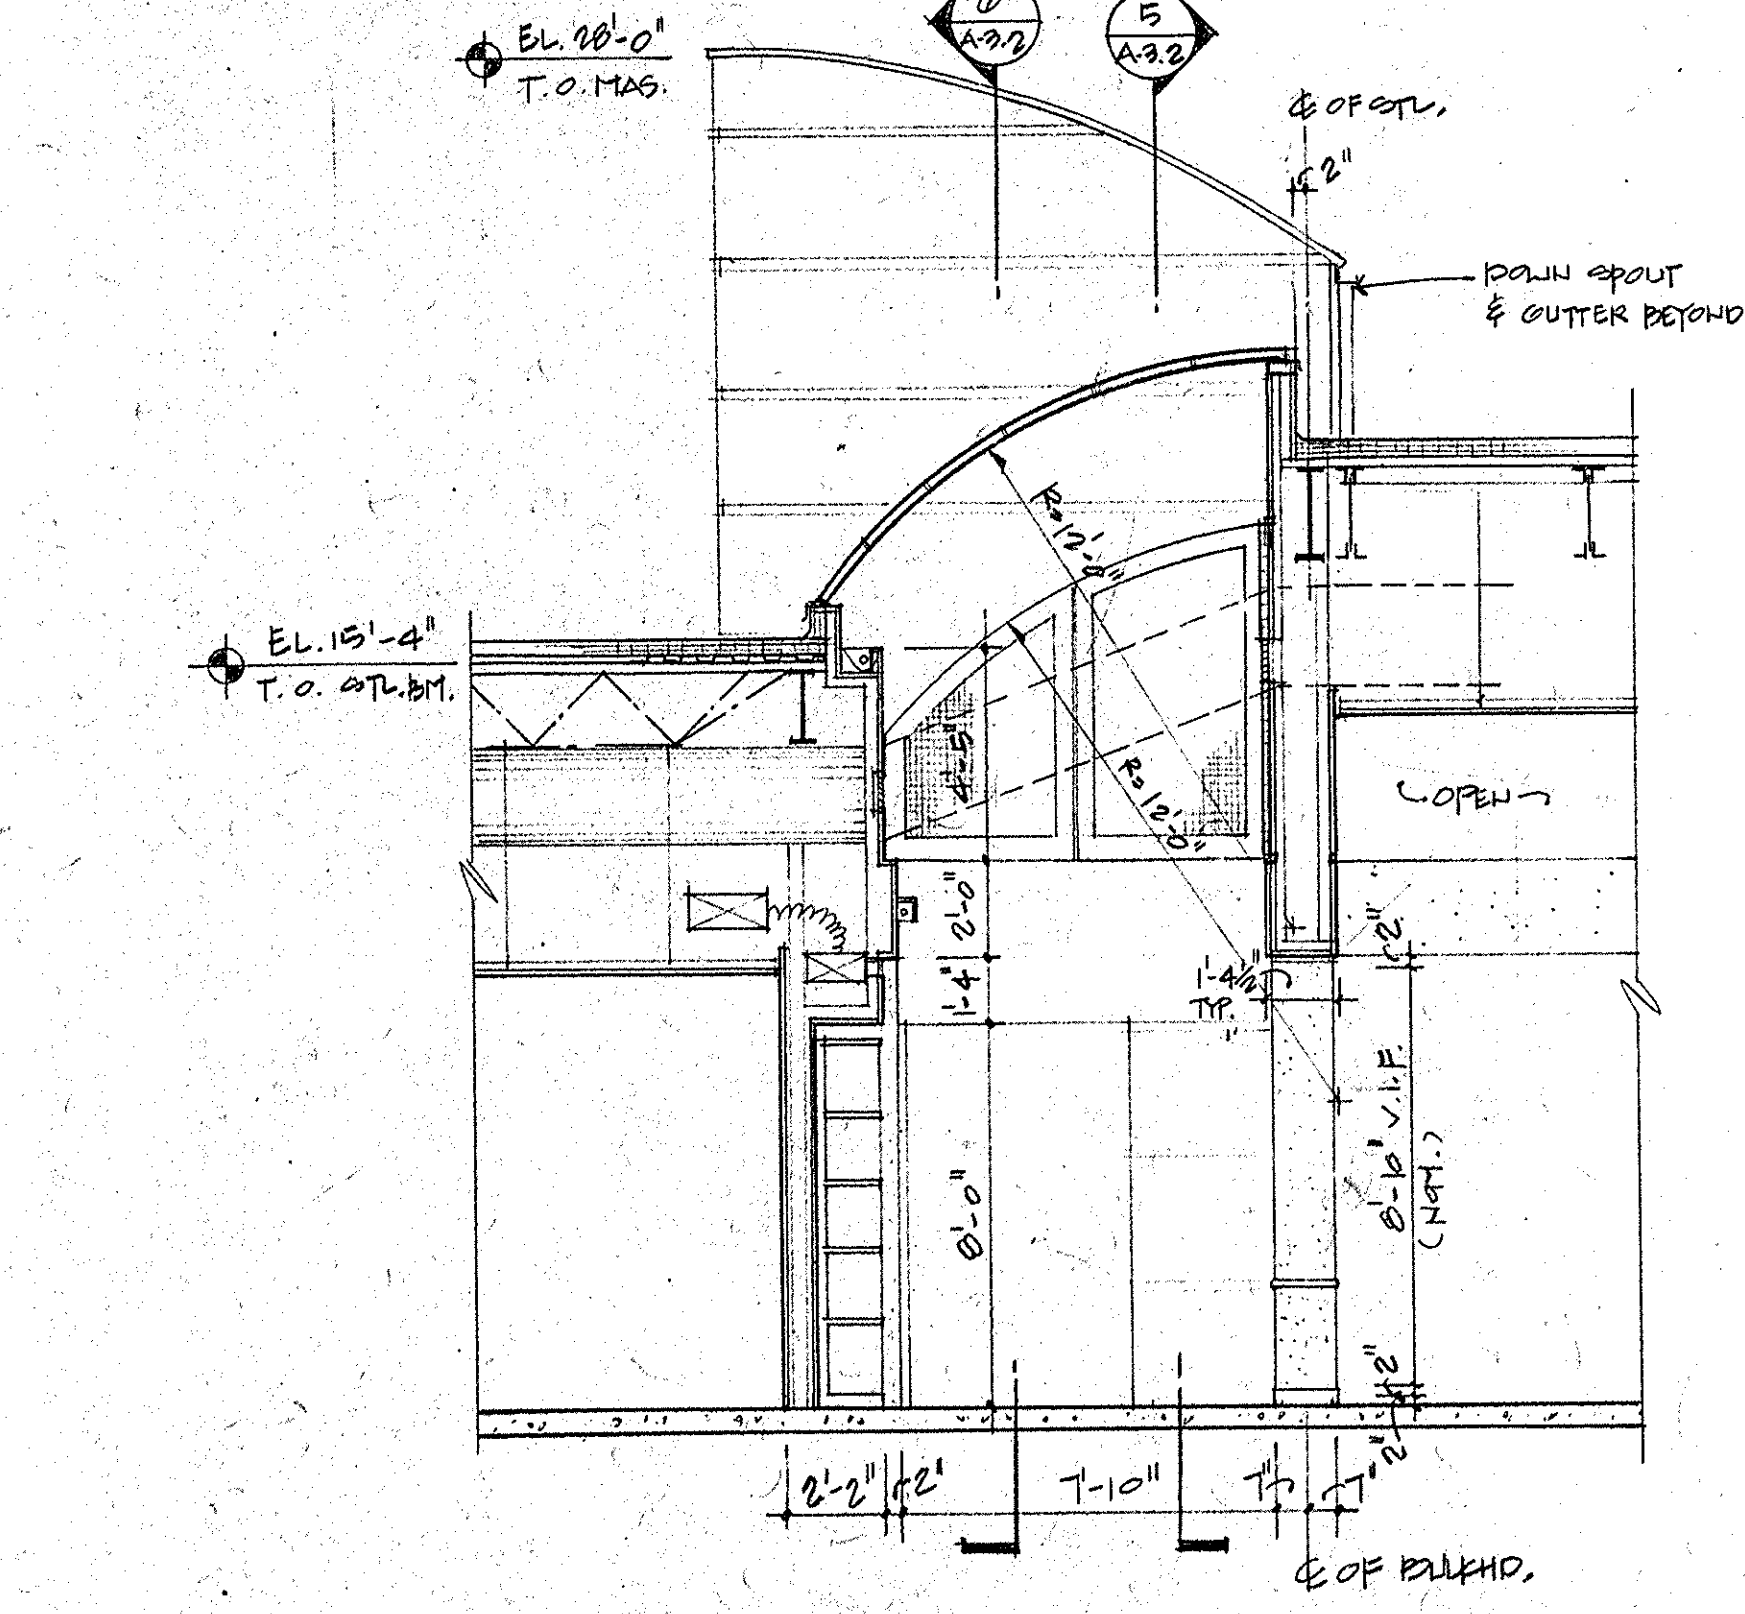 EL. 28'-0"
T. O. MAS.
6
A-3.2
5
A-3.2
℄ OF STL.
2"
DOWN SPOUT
& GUTTER BEYOND
R=12'-0"
EL. 15'-4"
T. O. STL. BM.
4'-5"
R=12'-0"
OPEN
2'-0"
2"
1'-4"
1'-4½"
TYP.
8'-10" V.I.F.
(NOM.)
8'-0"
2"
2"
2'-2"
2"
7'-10"
7"
7"
℄ OF BULKHD.